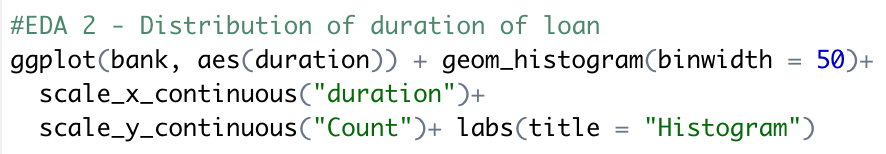 #EDA 2 - Distribution of duration of loan
ggplot(bank, aes(duration)) + geom_histogram(binwidth = 50)+
  scale_x_continuous("duration")+
  scale_y_continuous("Count")+ labs(title = "Histogram")